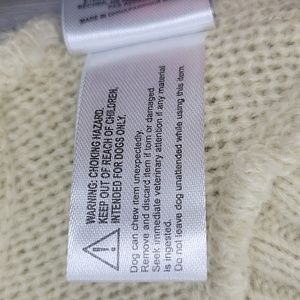 WARNING: CHOKING HAZARD.
KEEP OUT OF REACH OF CHILDREN.
INTENDED FOR DOGS ONLY.
Dog can chew item unexpectedly.
Remove and discard item if torn or damaged.
Seek immediate veterinary attention if any material
is ingested.
Do not leave dog unattended while using this item.
MADE IN